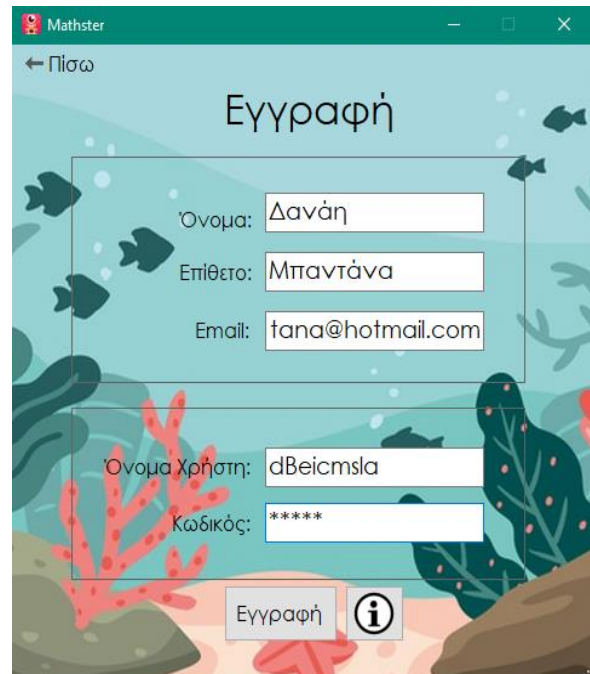 Mathster
Πίσω
Εγγραφή
Όνομα: Δανάη
Επίθετο: Μπαντάνα
Email: tana@hotmail.com
Όνομα Χρήστη: dBeicmsla
Κωδικός: *****
Εγγραφή